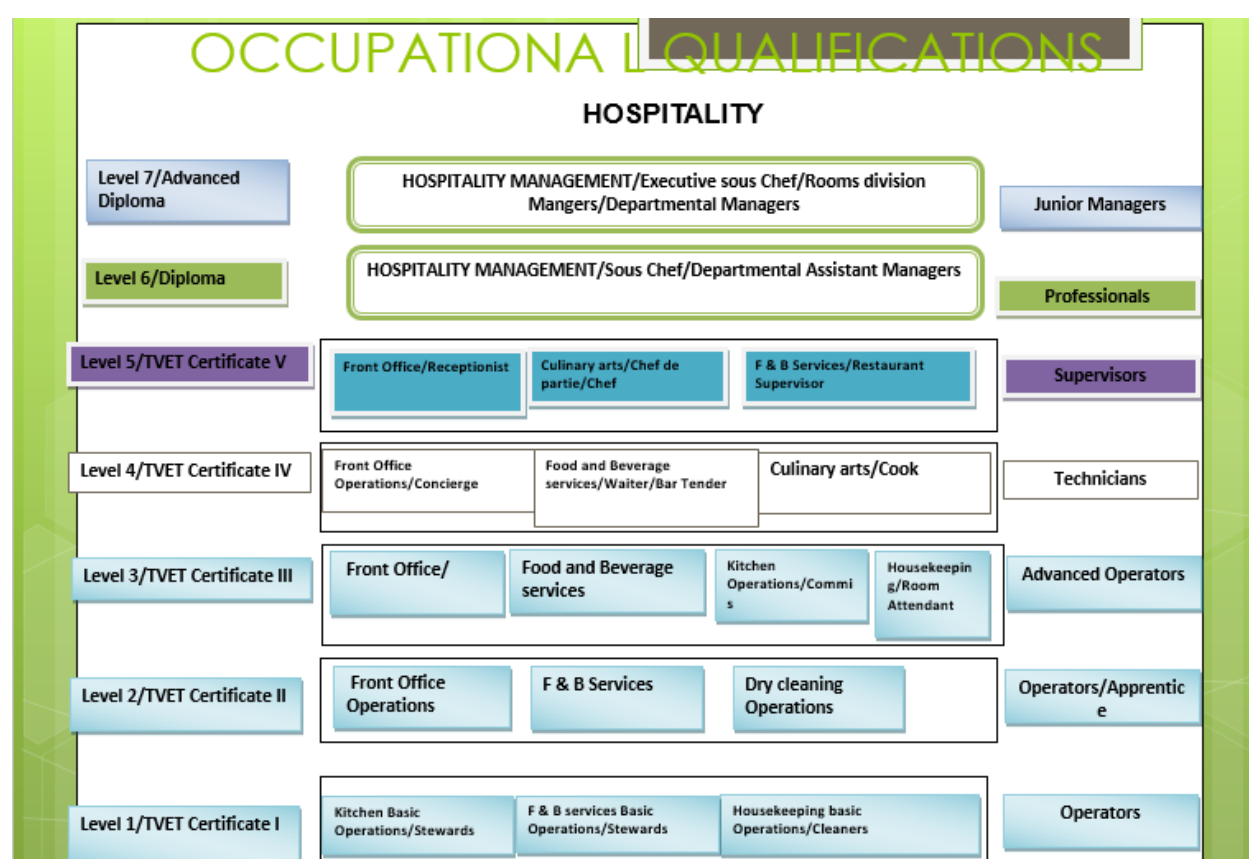 OCCUPATIONA L QUALIFICATIONS
HOSPITALITY
Level 7/Advanced
Diploma
HOSPITALITY MANAGEMENT/Executive sous Chef/Rooms division
Mangers/Departmental Managers
Junior Managers
Level 6/Diploma
HOSPITALITY MANAGEMENT/Sous Chef/Departmental Assistant Managers
Professionals
Level 5/TVET Certificate V
Front Office/Receptionist
Culinary arts/Chef de
partie/Chef
F & B Services/Restaurant
Supervisor
Supervisors
Level 4/TVET Certificate IV
Front Office
Operations/Concierge
Food and Beverage
services/Waiter/Bar Tender
Culinary arts/Cook
Technicians
Level 3/TVET Certificate III
Front Office/
Food and Beverage
services
Kitchen
Operations/Commi
s
Housekeepin
g/Room
Attendant
Advanced Operators
Level 2/TVET Certificate II
Front Office
Operations
F & B Services
Dry cleaning
Operations
Operators/Apprentic
e
Level 1/TVET Certificate I
Kitchen Basic
Operations/Stewards
F & B services Basic
Operations/Stewards
Housekeeping basic
Operations/Cleaners
Operators